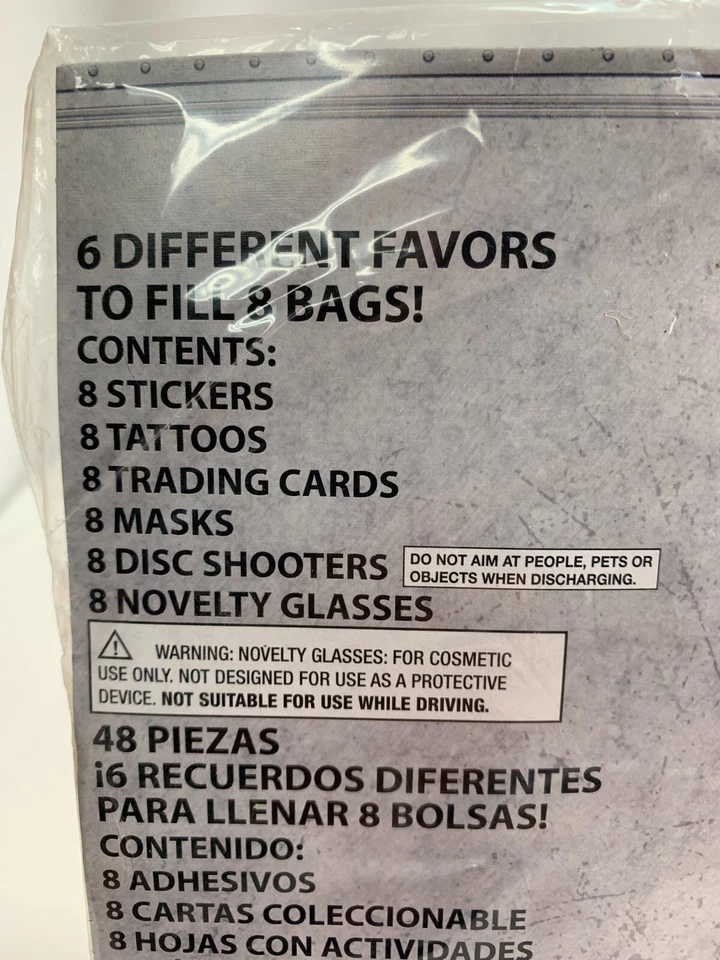 6 DIFFERENT FAVORS
TO FILL 8 BAGS!
CONTENTS:
8 STICKERS
8 TATTOOS
8 TRADING CARDS
8 MASKS
8 DISC SHOOTERS
DO NOT AIM AT PEOPLE, PETS OR
OBJECTS WHEN DISCHARGING.
8 NOVELTY GLASSES
WARNING: NOVELTY GLASSES: FOR COSMETIC
USE ONLY. NOT DESIGNED FOR USE AS A PROTECTIVE
DEVICE. NOT SUITABLE FOR USE WHILE DRIVING.
48 PIEZAS
¡6 RECUERDOS DIFERENTES
PARA LLENAR 8 BOLSAS!
CONTENIDO:
8 ADHESIVOS
8 CARTAS COLECCIONABLE
8 HOJAS CON ACTIVIDADES